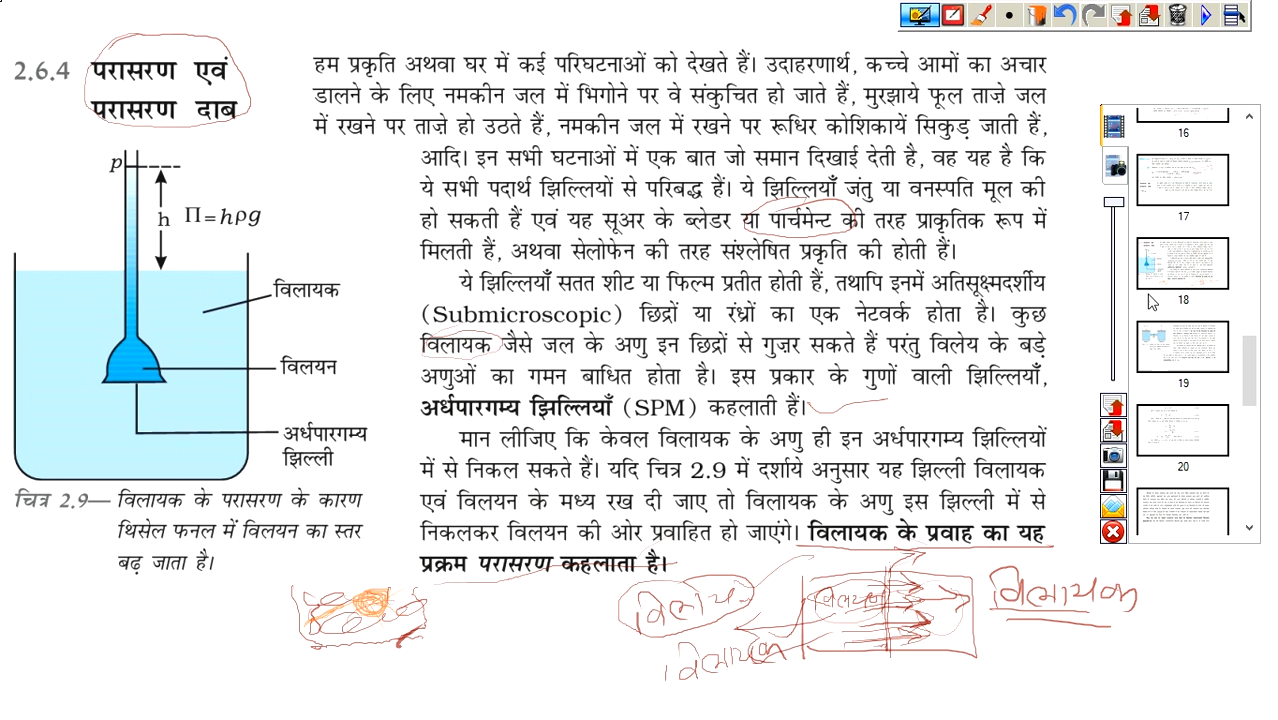 2.6.4 परासरण एवं
परासरण दाब
हम प्रकृति अथवा घर में कई परिघटनाओं को देखते हैं। उदाहरणार्थ, कच्चे आमों का अचार
डालने के लिए नमकीन जल में भिगोने पर वे संकुचित हो जाते हैं, मुरझाये फूल ताज़े जल
में रखने पर ताज़े हो उठते हैं, नमकीन जल में रखने पर रूधिर कोशिकायें सिकुड़ जाती हैं,
आदि। इन सभी घटनाओं में एक बात जो समान दिखाई देती है, वह यह है कि
ये सभी पदार्थ झिल्लियों से परिबद्ध हैं। ये झिल्लियाँ जंतु या वनस्पति मूल की
हो सकती हैं एवं यह सूअर के ब्लेडर या पार्चमेन्ट की तरह प्राकृतिक रूप में
मिलती हैं, अथवा सेलोफेन की तरह संश्लेषित प्रकृति की होती हैं।
ये झिल्लियाँ सतत शीट या फिल्म प्रतीत होती हैं, तथापि इनमें अतिसूक्ष्मदर्शीय
(Submicroscopic) छिद्रों या रंध्रों का एक नेटवर्क होता है। कुछ
विलायक जैसे जल के अणु इन छिद्रों से गुज़र सकते हैं परंतु विलेय के बड़े
अणुओं का गमन बाधित होता है। इस प्रकार के गुणों वाली झिल्लियाँ,
अर्धपारगम्य झिल्लियाँ (SPM) कहलाती हैं।
मान लीजिए कि केवल विलायक के अणु ही इन अर्धपारगम्य झिल्लियों
में से निकल सकते हैं। यदि चित्र 2.9 में दर्शाये अनुसार यह झिल्ली विलायक
एवं विलयन के मध्य रख दी जाए तो विलायक के अणु इस झिल्ली में से
निकलकर विलयन की ओर प्रवाहित हो जाएंगे। विलायक के प्रवाह का यह
प्रक्रम परासरण कहलाता है।
p
h Π=hρg
विलायक
विलयन
अर्धपारगम्य
झिल्ली
चित्र 2.9— विलायक के परासरण के कारण
थिसेल फनल में विलयन का स्तर
बढ़ जाता है।
विलयन
विलायक
विलायक
16
17
18
19
20